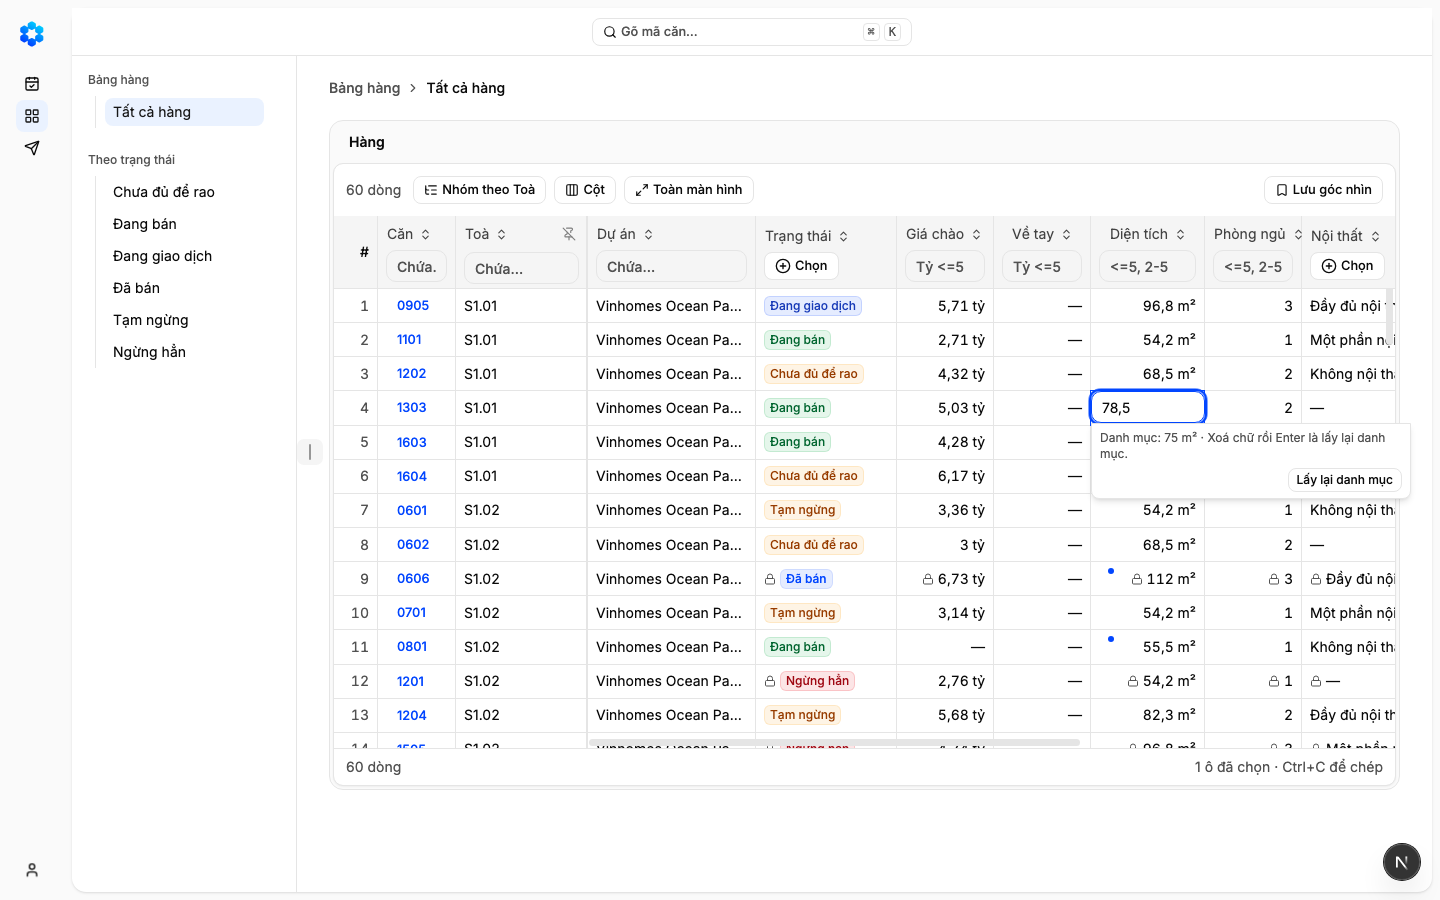 Gõ mã căn...
⌘ K
Bảng hàng
Tất cả hàng
Theo trạng thái
Chưa đủ để rao
Đang bán
Đang giao dịch
Đã bán
Tạm ngừng
Ngừng hẳn
Bảng hàng > Tất cả hàng
Hàng
60 dòng Nhóm theo Toà Cột Toàn màn hình Lưu góc nhìn
# Căn Toà Dự án Trạng thái Giá chào Về tay Diện tích Phòng ngủ Nội thất
Chứa. Chứa... Chứa... Chọn Tỷ <=5 Tỷ <=5 <=5, 2-5 <=5, 2-5 Chọn
1 0905 S1.01 Vinhomes Ocean Pa... Đang giao dịch 5,71 tỷ — 96,8 m² 3 Đầy đủ nội
2 1101 S1.01 Vinhomes Ocean Pa... Đang bán 2,71 tỷ — 54,2 m² 1 Một phần nội
3 1202 S1.01 Vinhomes Ocean Pa... Chưa đủ để rao 4,32 tỷ — 68,5 m² 2 Không nội
4 1303 S1.01 Vinhomes Ocean Pa... Đang bán 5,03 tỷ — 78,5 2 —
5 1603 S1.01 Vinhomes Ocean Pa... Đang bán 4,28 tỷ —
Danh mục: 75 m² · Xoá chữ rồi Enter là lấy lại danh
mục.
6 1604 S1.01 Vinhomes Ocean Pa... Chưa đủ để rao 6,17 tỷ —
Lấy lại danh mục
7 0601 S1.02 Vinhomes Ocean Pa... Tạm ngừng 3,36 tỷ — 54,2 m² 1 Không nội
8 0602 S1.02 Vinhomes Ocean Pa... Chưa đủ để rao 3 tỷ — 68,5 m² 2 —
9 0606 S1.02 Vinhomes Ocean Pa... Đã bán 6,73 tỷ — 112 m² 3 Đầy đủ nội
10 0701 S1.02 Vinhomes Ocean Pa... Tạm ngừng 3,14 tỷ — 54,2 m² 1 Một phần nội
11 0801 S1.02 Vinhomes Ocean Pa... Đang bán — — 55,5 m² 1 Không nội
12 1201 S1.02 Vinhomes Ocean Pa... Ngừng hẳn 2,76 tỷ — 54,2 m² 1 —
13 1204 S1.02 Vinhomes Ocean Pa... Tạm ngừng 5,68 tỷ — 82,3 m² 2 Đầy đủ nội
60 dòng 1 ô đã chọn · Ctrl+C để chép
N